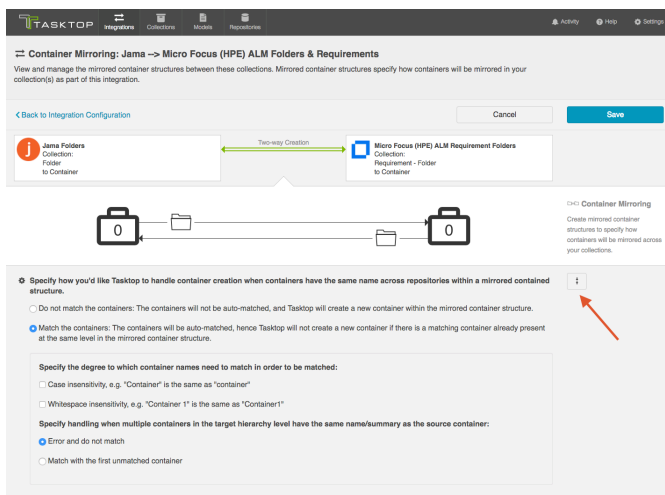 TASKTOP
Integrations
Collections
Models
Repositories
Activity
Help
Settings
Container Mirroring: Jama --> Micro Focus (HPE) ALM Folders & Requirements
View and manage the mirrored container structures between these collections. Mirrored container structures specify how containers will be mirrored in your
collection(s) as part of this integration.
Back to Integration Configuration
Cancel
Save
Jama Folders
Collection:
Folder
to Container
Two-way Creation
Micro Focus (HPE) ALM Requirement Folders
Collection:
Requirement - Folder
to Container
0
0
Container Mirroring
Create mirrored container
structures to specify how
containers will be mirrored across
your collections.
Specify how you'd like Tasktop to handle container creation when containers have the same name across repositories within a mirrored contained
structure.
Do not match the containers: The containers will not be auto-matched, and Tasktop will create a new container within the mirrored container structure.
Match the containers: The containers will be auto-matched, hence Tasktop will not create a new container if there is a matching container already present
at the same level in the mirrored container structure.
Specify the degree to which container names need to match in order to be matched:
Case insensitivity, e.g. "Container" is the same as "container"
Whitespace insensitivity, e.g. "Container 1" is the same as "Container1"
Specify handling when multiple containers in the target hierarchy level have the same name/summary as the source container:
Error and do not match
Match with the first unmatched container